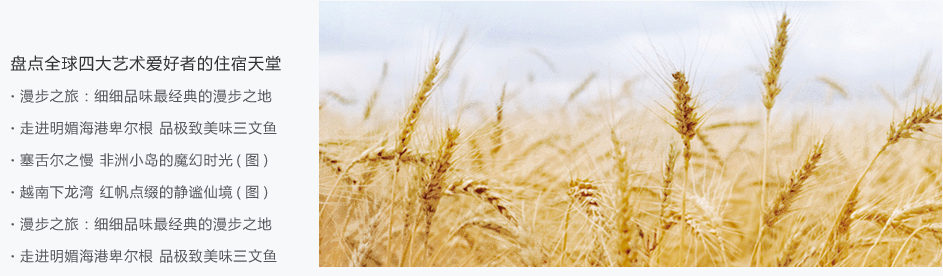 盘点全球四大艺术爱好者的住宿天堂
· 漫步之旅：细细品味最经典的漫步之地
· 走进明媚海港卑尔根 品极致美味三文鱼
· 塞舌尔之慢 非洲小岛的魔幻时光 ( 图 )
· 越南下龙湾 红帆点缀的静谧仙境 ( 图 )
· 漫步之旅：细细品味最经典的漫步之地
· 走进明媚海港卑尔根 品极致美味三文鱼